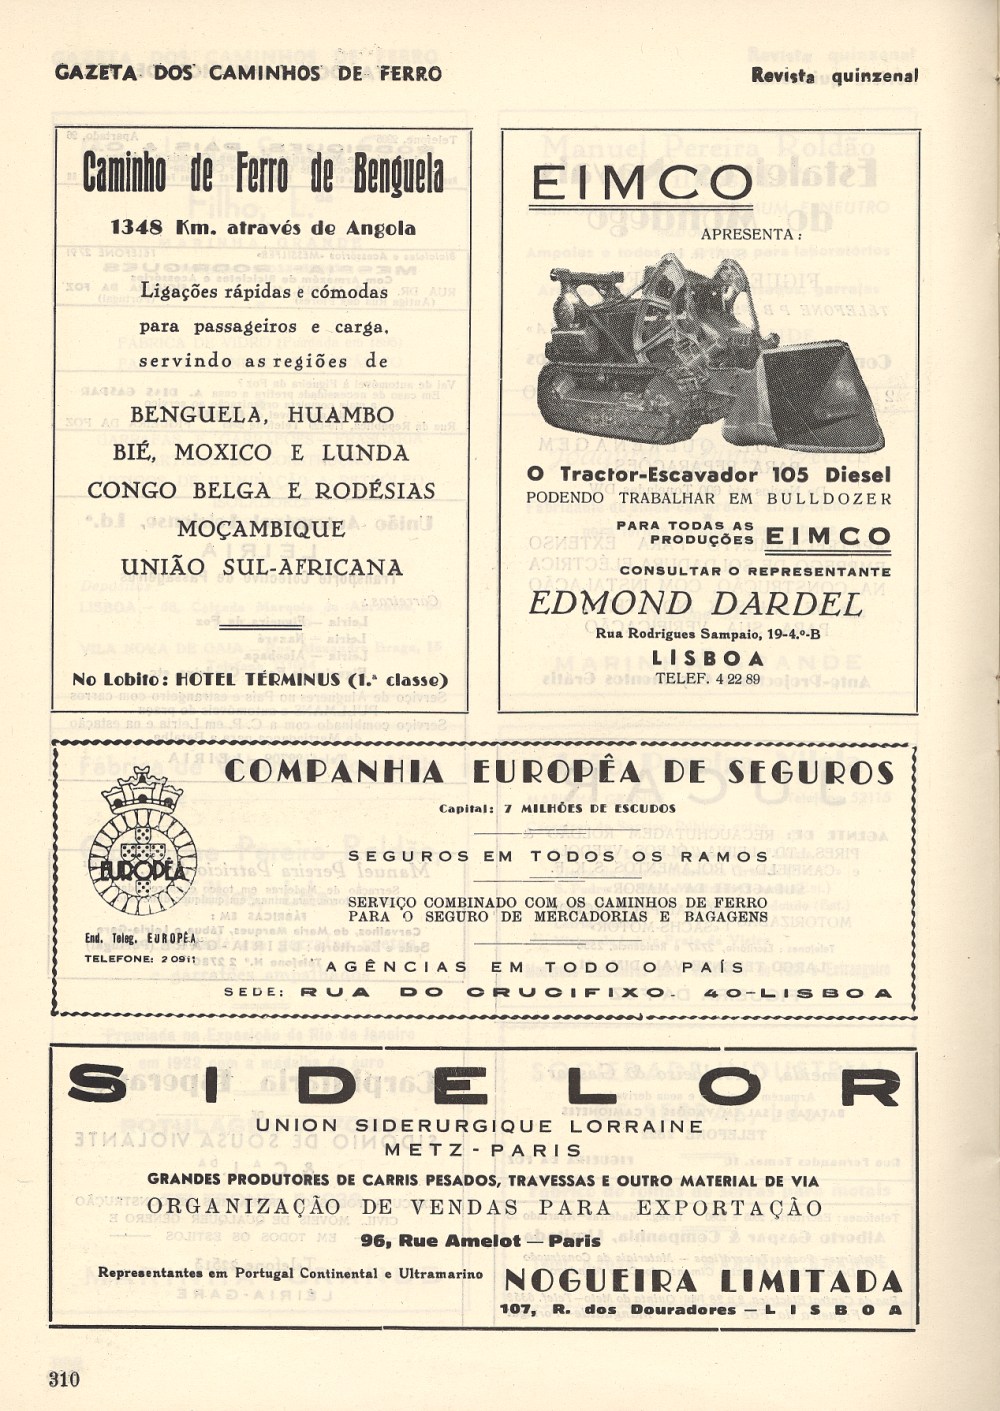 GAZETA DOS CAMINHOS DE FERRO
Revista quinzenal
Caminho de Ferro de Benguela
1348 Km. através de Angola
Ligações rápidas e cómodas
para passageiros e carga,
servindo as regiões de
BENGUELA, HUAMBO
BIÉ, MOXICO E LUNDA
CONGO BELGA E RODÉSIAS
MOÇAMBIQUE
UNIÃO SUL-AFRICANA
No Lobito: HOTEL TÉRMINUS (1.ª classe)
EIMCO
APRESENTA:
O Tractor-Escavador 105 Diesel
PODENDO TRABALHAR EM BULLDOZER
PARA TODAS AS
PRODUÇÕES EIMCO
CONSULTAR O REPRESENTANTE
EDMOND DARDEL
Rua Rodrigues Sampaio, 19-4.º-B
LISBOA
TELEF. 4 22 89
COMPANHIA EUROPÊA DE SEGUROS
Capital: 7 MILHÕES DE ESCUDOS
SEGUROS EM TODOS OS RAMOS
SERVIÇO COMBINADO COM OS CAMINHOS DE FERRO
PARA O SEGURO DE MERCADORIAS E BAGAGENS
EUROPÊA
End. Teleg. EUROPÊA
TELEFONE: 2 0911
AGÊNCIAS EM TODO O PAÍS
SEDE: RUA DO CRUCIFIXO, 40-LISBOA
SIDELOR
UNION SIDERURGIQUE LORRAINE
METZ - PARIS
GRANDES PRODUTORES DE CARRIS PESADOS, TRAVESSAS E OUTRO MATERIAL DE VIA
ORGANIZAÇÃO DE VENDAS PARA EXPORTAÇÃO
96, Rue Amelot — Paris
Representantes em Portugal Continental e Ultramarino NOGUEIRA LIMITADA
107, R. dos Douradores — LISBOA
310